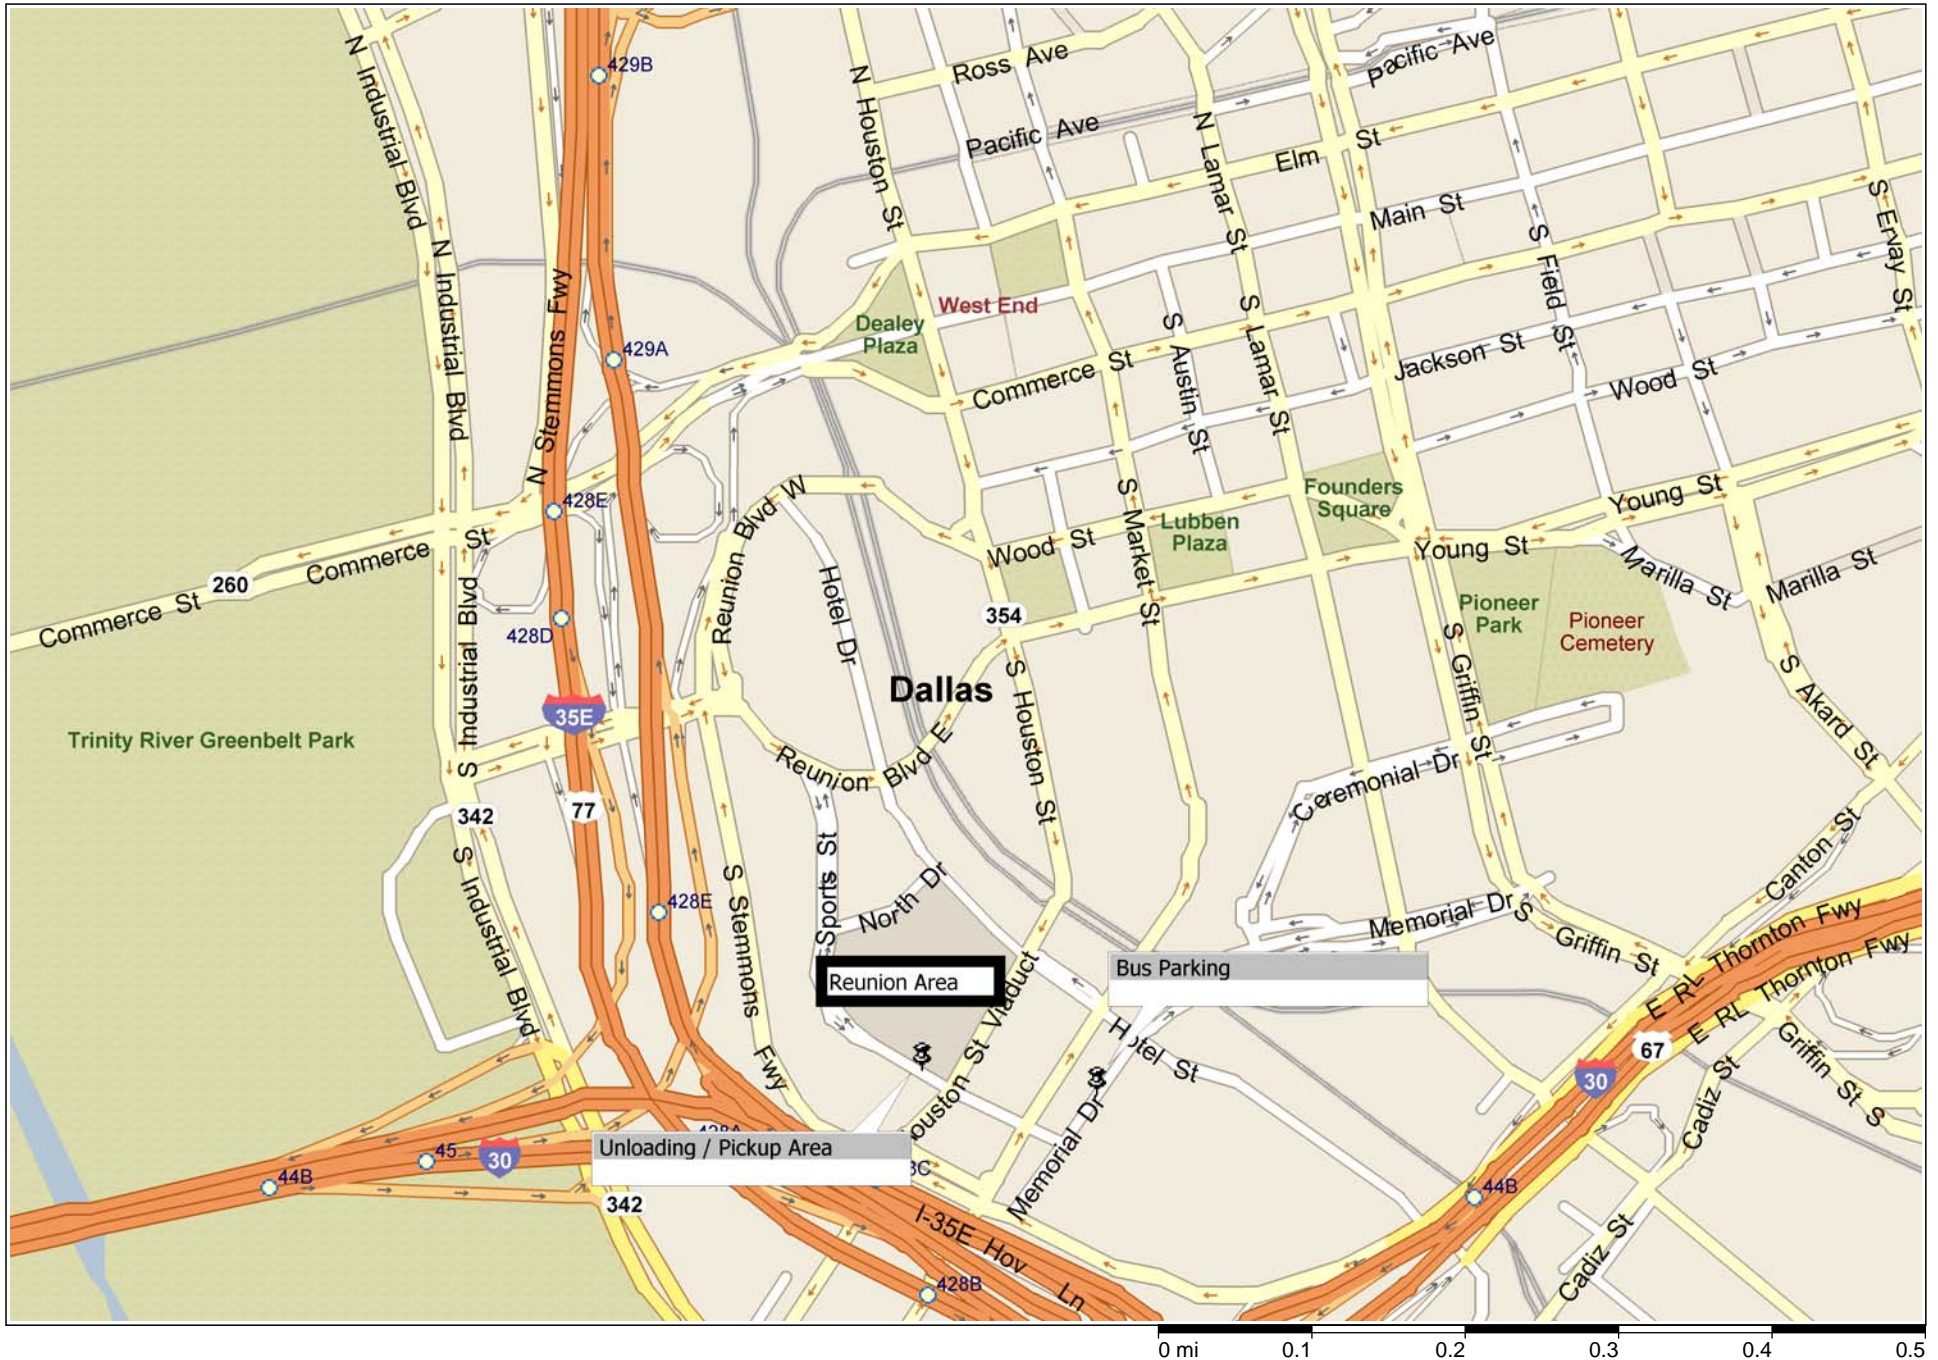 429B
Ross Ave
Pacific Ave
N Industrial Blvd
N Houston St
Pacific Ave
N Lamar St
Elm St
Main St
S Ervay St
N Industrial Blvd
N Stemmons Fwy
West End
Dealey
Plaza
429A
S Field St
S Lamar St
S Austin St
Commerce St
Jackson St
Wood St
428E
Commerce St
260
Commerce St
Reunion Blvd W
Hotel Dr
Wood St
S Market St
Lubben
Plaza
Founders
Square
Young St
Young St
Marilla St
Marilla St
428D
S Industrial Blvd
354
Pioneer
Park
Pioneer
Cemetery
Dallas
35E
Trinity River Greenbelt Park
S Houston St
S Griffin St
S Akard St
Reunion Blvd E
Ceremonial Dr
342
77
S Industrial Blvd
Sports St
North Dr
S Stemmons Fwy
428E
Memorial Dr
S Griffin St
Canton St
E RL Thornton Fwy
E RL Thornton Fwy
Reunion Area
Bus Parking
Houston St Viaduct
Hotel St
67
30
Griffin St S
Cadiz St
Memorial Dr
428A
Unloading / Pickup Area
45
30
44B
342
44B
I-35E Hov Ln
428B
Cadiz St
0 mi 0.1 0.2 0.3 0.4 0.5